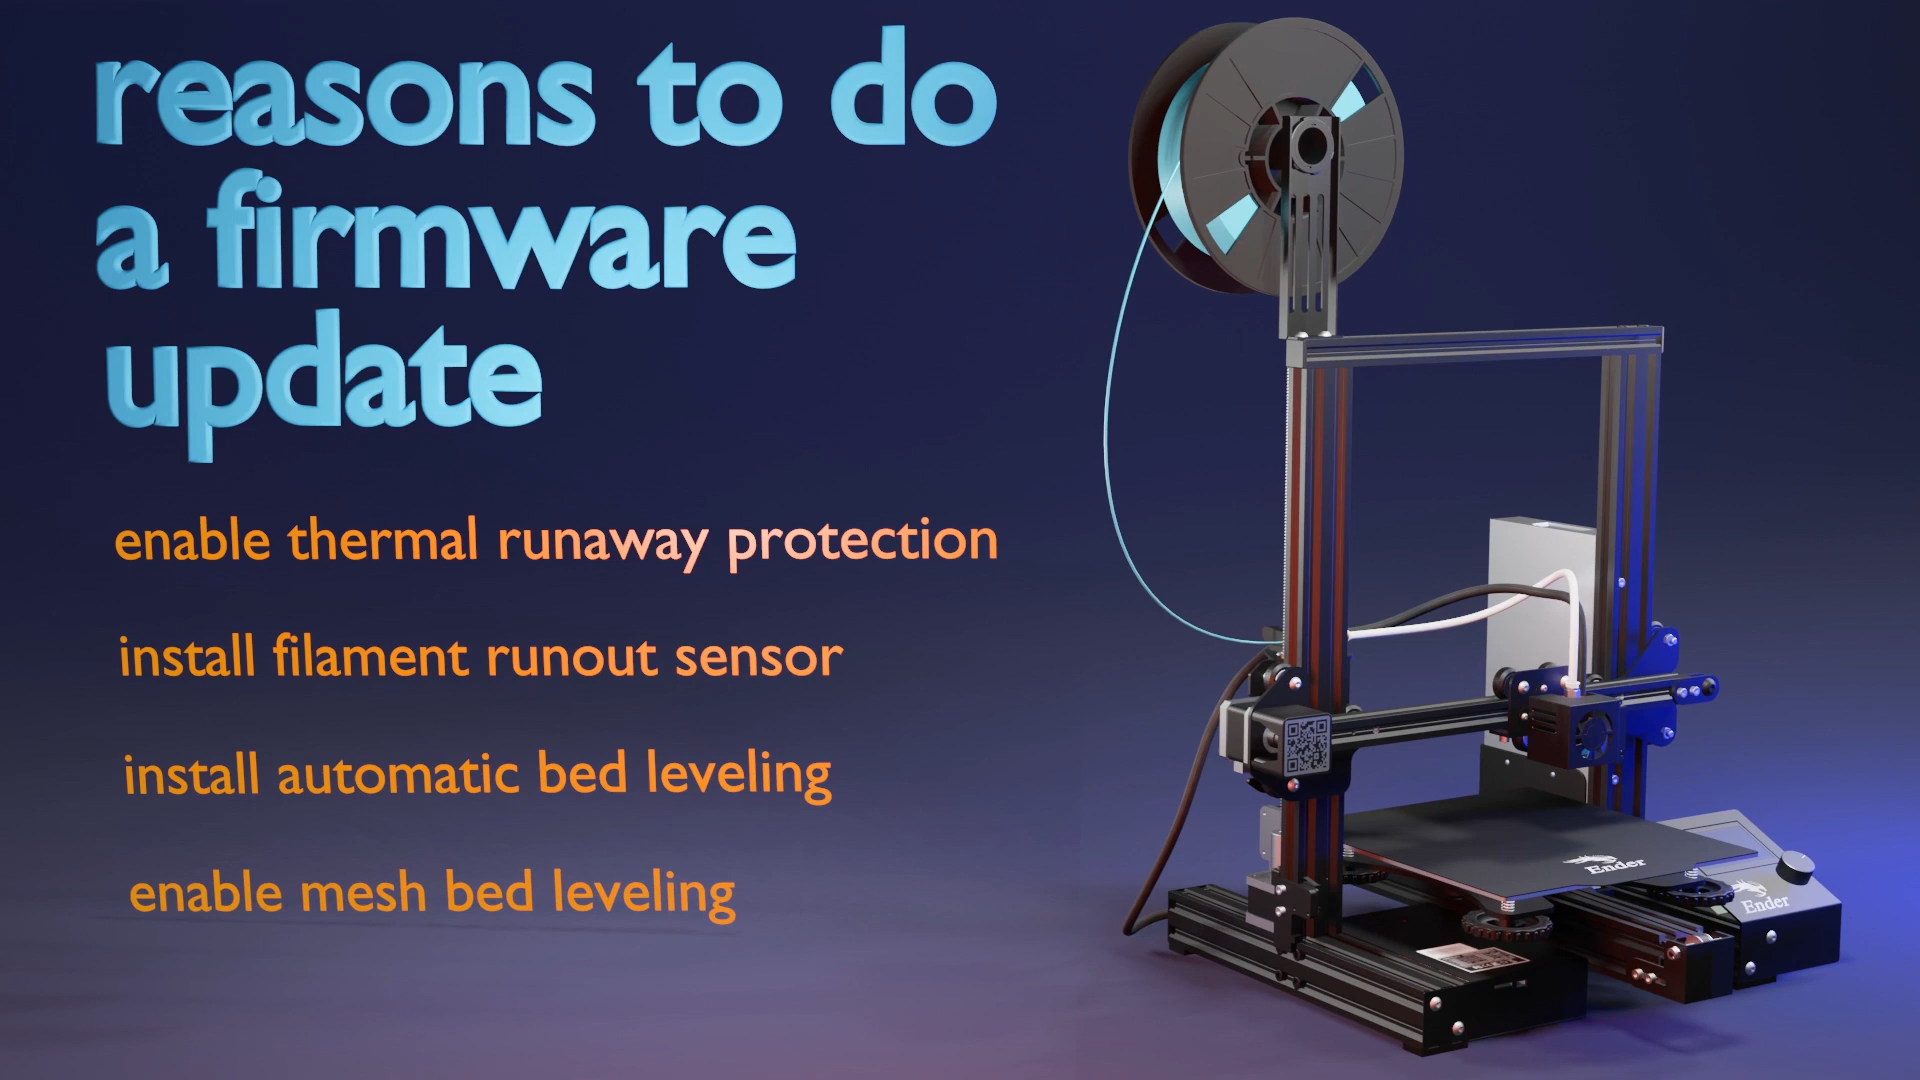 reasons to do
a firmware
update
enable thermal runaway protection
install filament runout sensor
install automatic bed leveling
enable mesh bed leveling
Ender
Ender